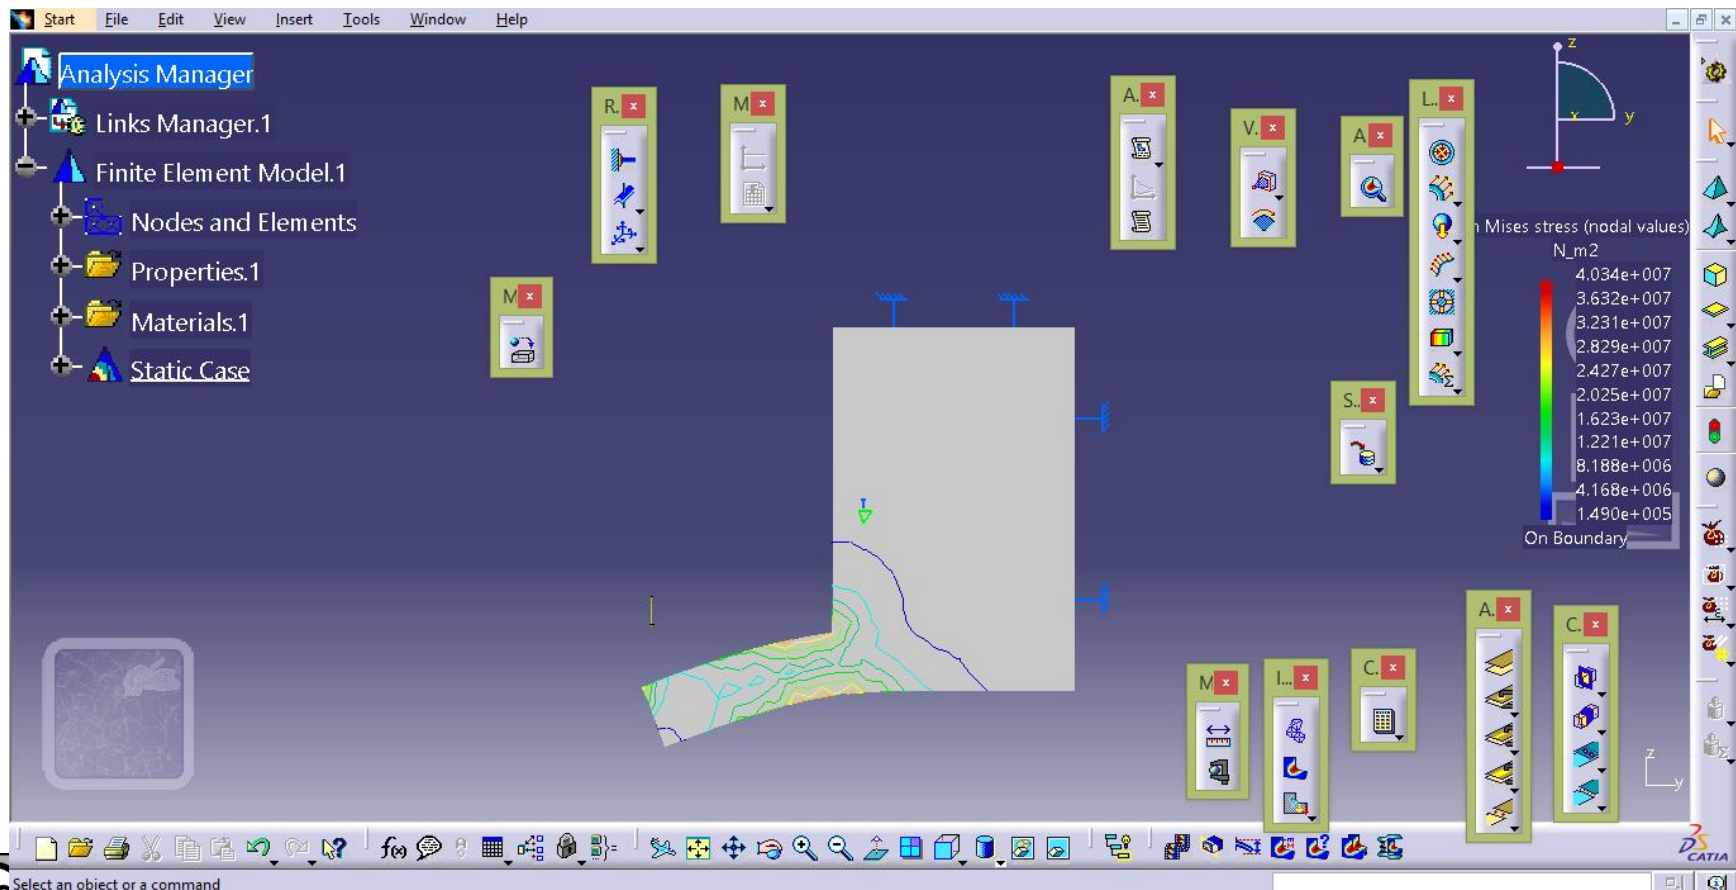 Start File Edit View Insert Tools Window Help
Analysis Manager
Links Manager.1
Finite Element Model.1
Nodes and Elements
Properties.1
Materials.1
Static Case
R.
M
A.
V.
A
L..
M
S..
M
I...
C.
A.
C.
z
x
y
Mises stress (nodal values)
N_m2
4.034e+007
3.632e+007
3.231e+007
2.829e+007
2.427e+007
2.025e+007
1.623e+007
1.221e+007
8.188e+006
4.168e+006
1.490e+005
On Boundary
z
y
f(x)
CATIA
Select an object or a command